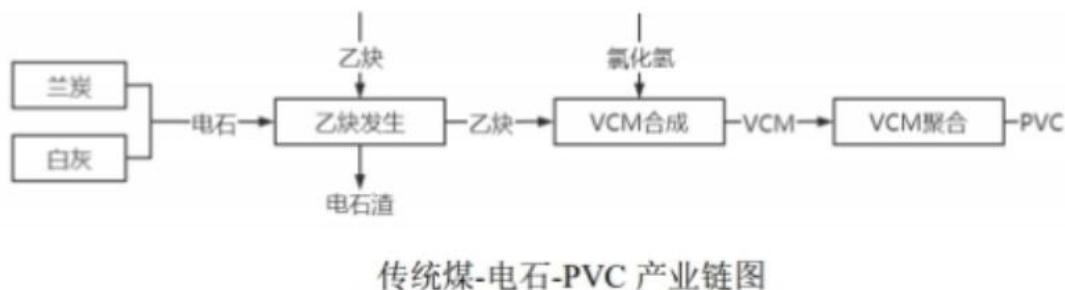 乙炔
氯化氢
兰炭
白灰
电石
乙炔发生
乙炔
VCM合成
VCM
VCM聚合
PVC
电石渣
传统煤-电石-PVC 产业链图